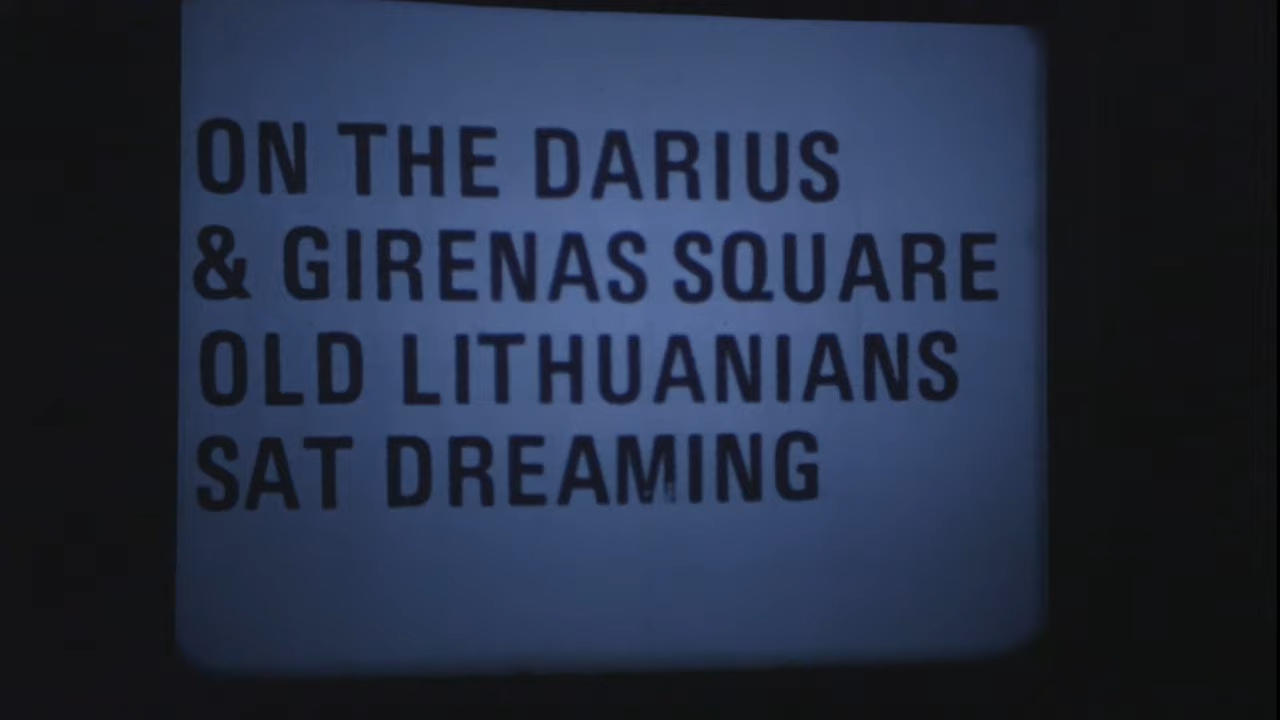 ON THE DARIUS
& GIRENAS SQUARE
OLD LITHUANIANS
SAT DREAMING